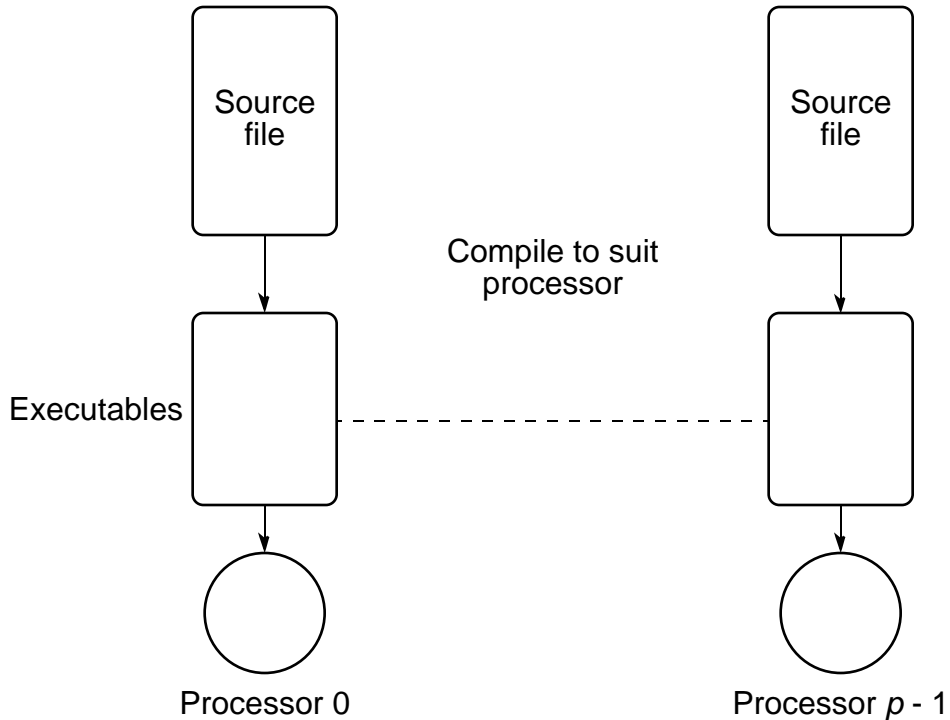 Source
file
Source
file
Compile to suit
processor
Executables
Processor 0
Processor p - 1